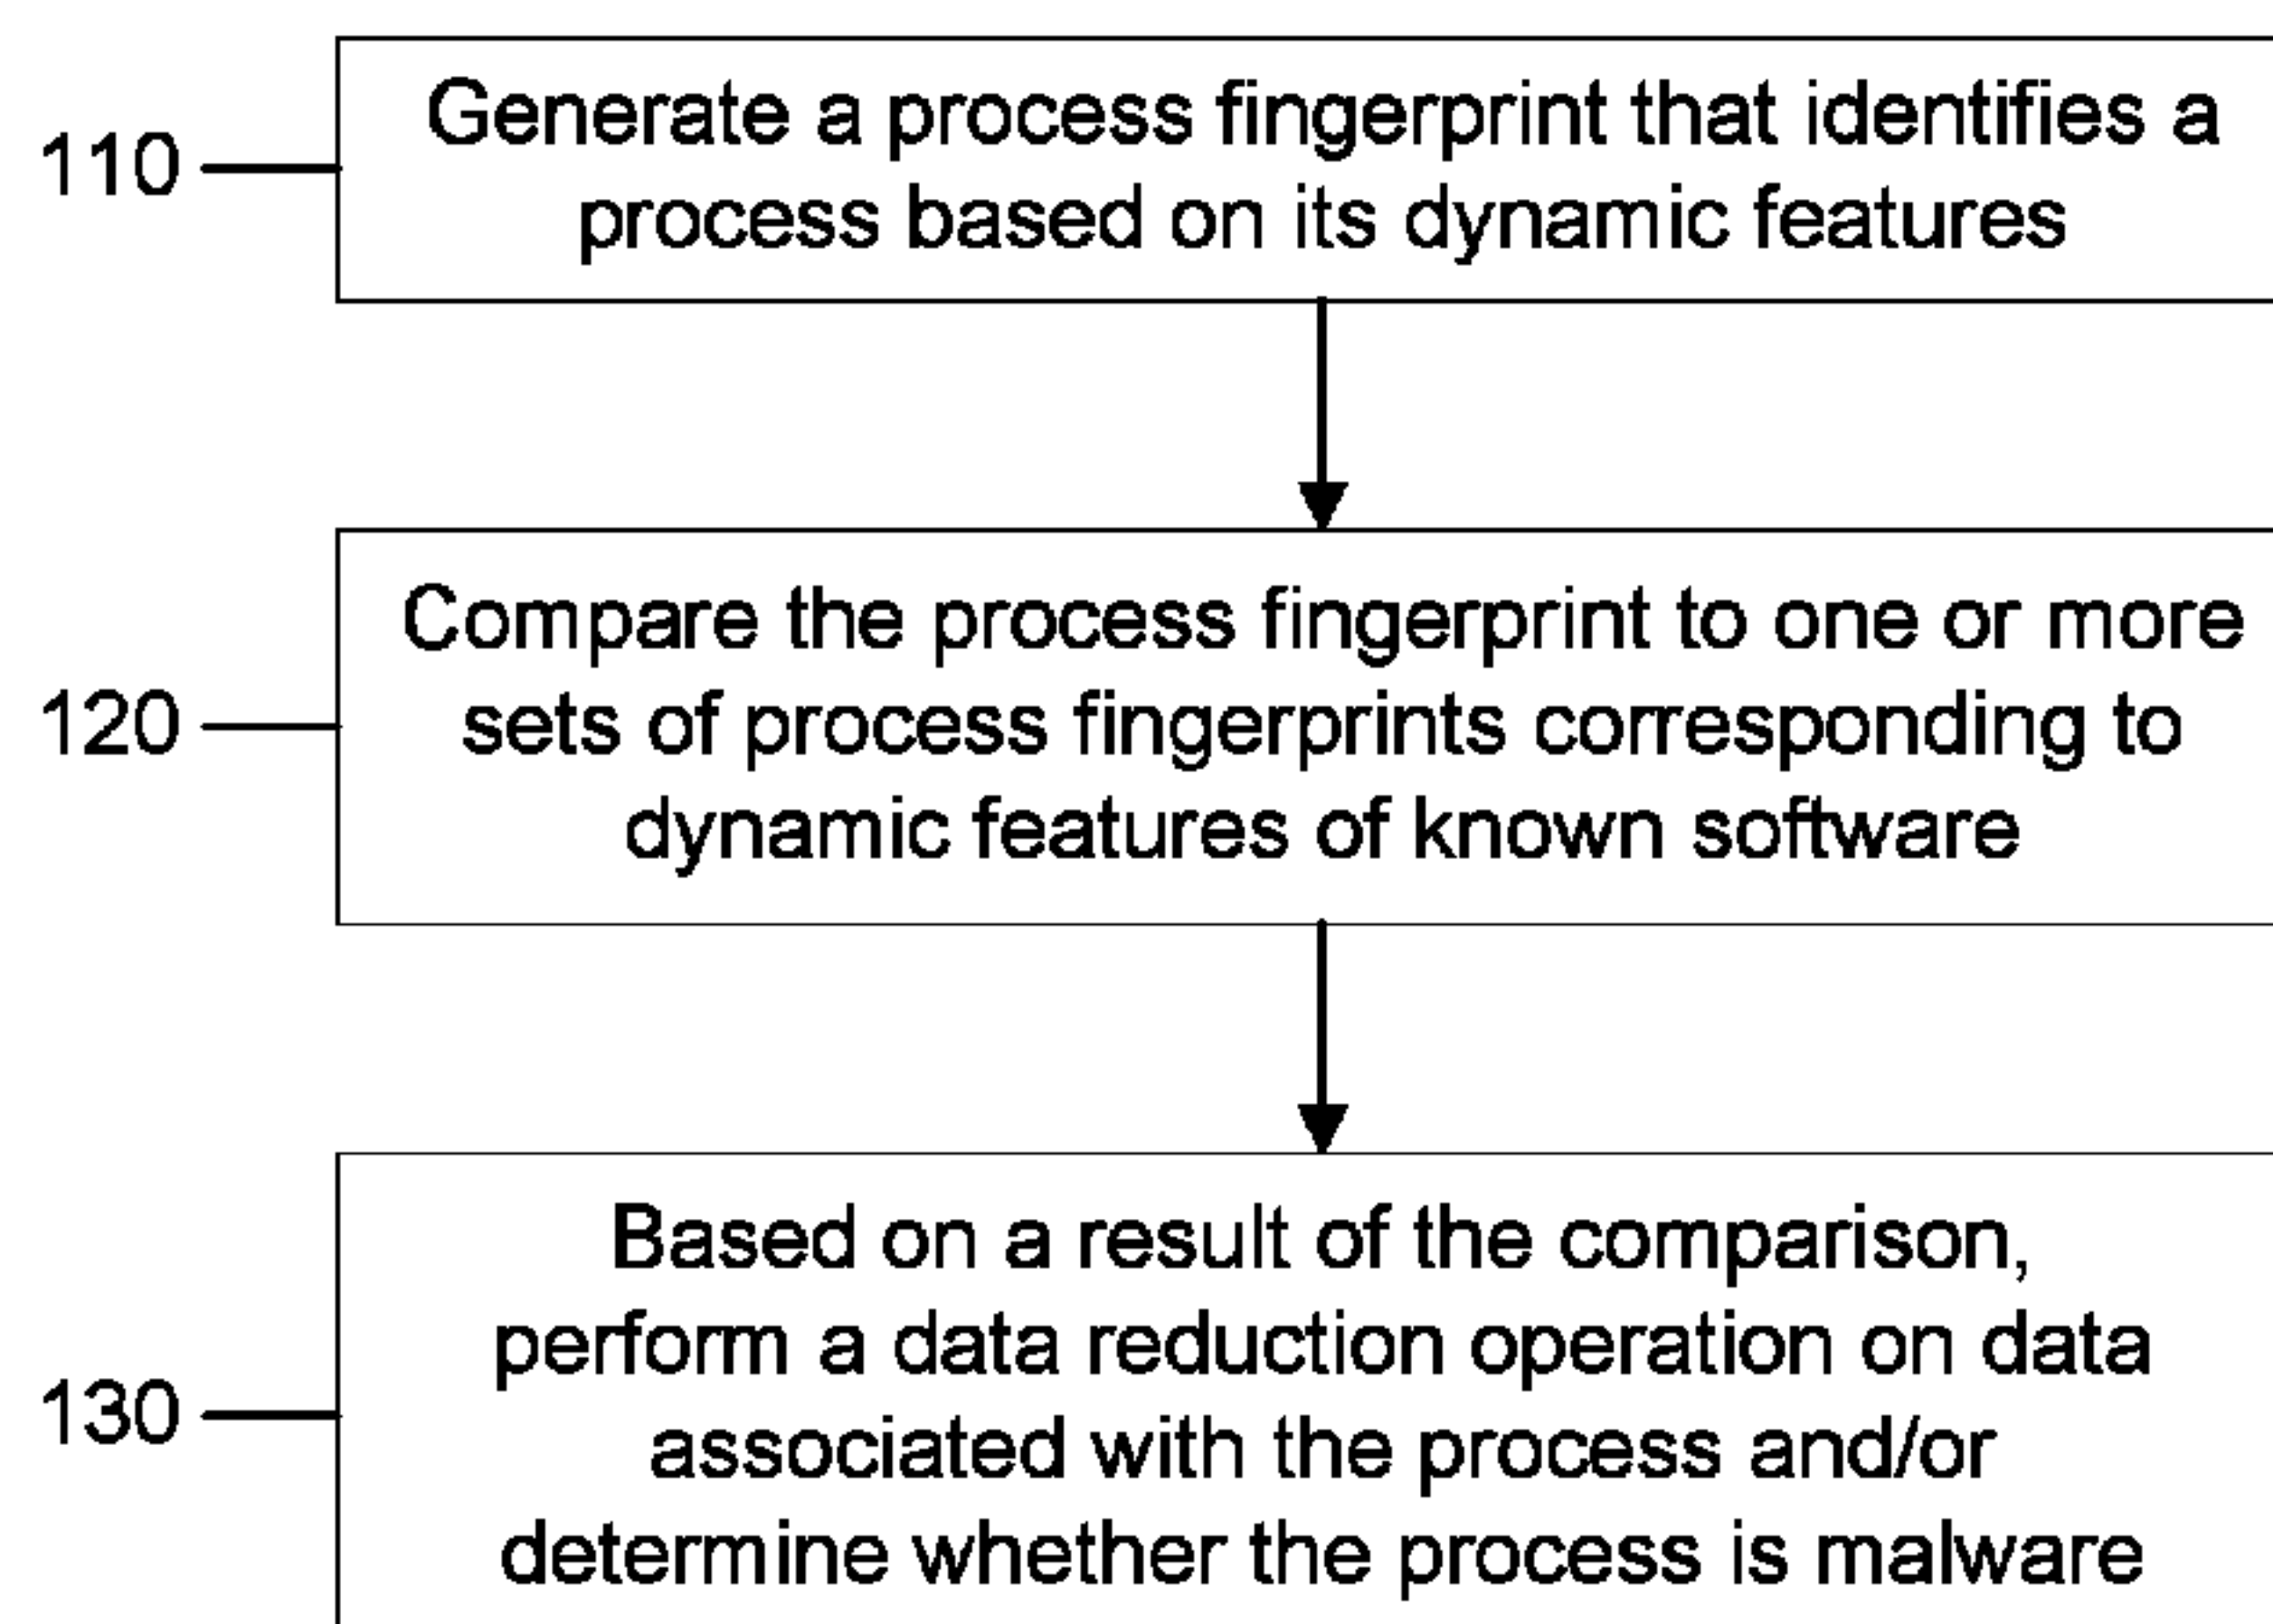 Generate a process fingerprint that identifies a
110
process based on its dynamic features
Compare the process fingerprint to one or more
120
sets of process fingerprints corresponding to
dynamic features of known software
Based on a result of the comparison,
perform a data reduction operation on data
130
associated with the process and/or
determine whether the process is malware